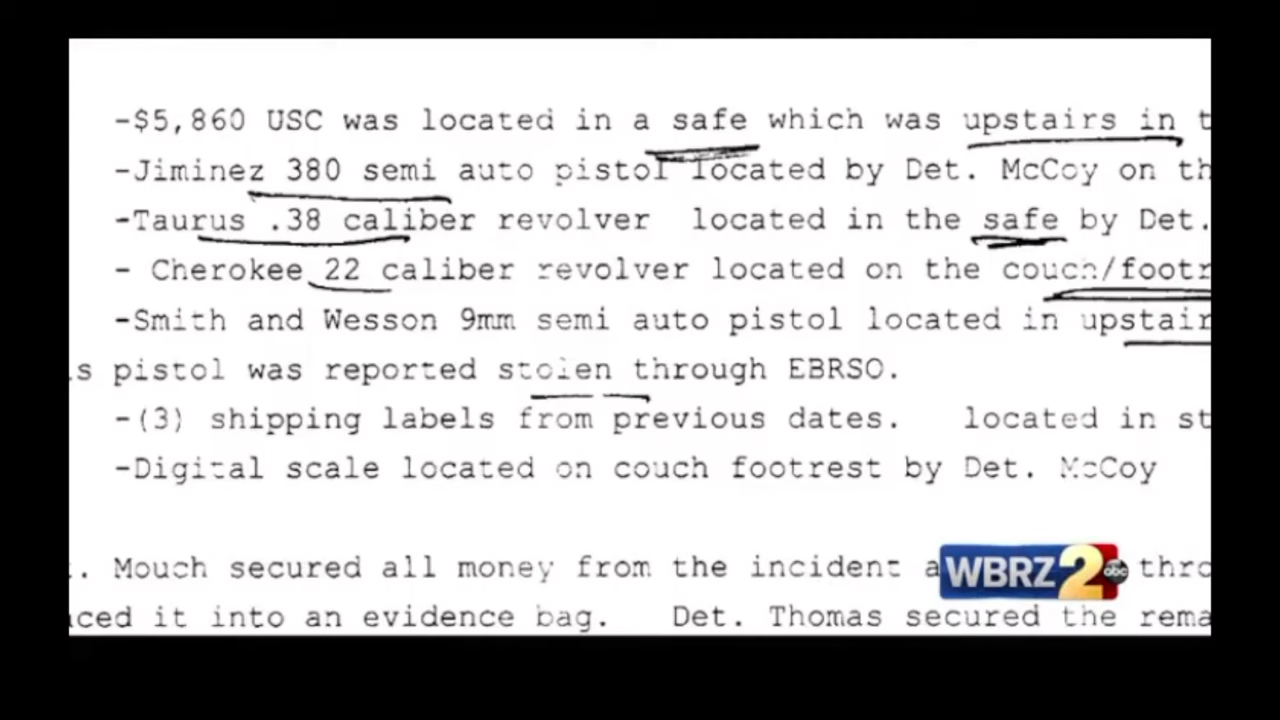 -$5,860 USC was located in a safe which was upstairs in t
-Jiminez 380 semi auto pistol located by Det. McCoy on th
-Taurus .38 caliber revolver located in the safe by Det.
- Cherokee 22 caliber revolver located on the couch/footr
-Smith and Wesson 9mm semi auto pistol located in upstair
s pistol was reported stolen through EBRSO.
-(3) shipping labels from previous dates. located in st
-Digital scale located on couch footrest by Det. McCoy
. Mouch secured all money from the incident a thro
aced it into an evidence bag. Det. Thomas secured the rema
WBRZ 2 abc